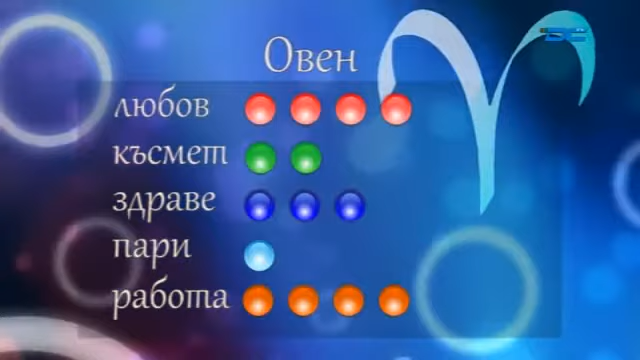 Овен
любов
късмет
здраве
пари
работа